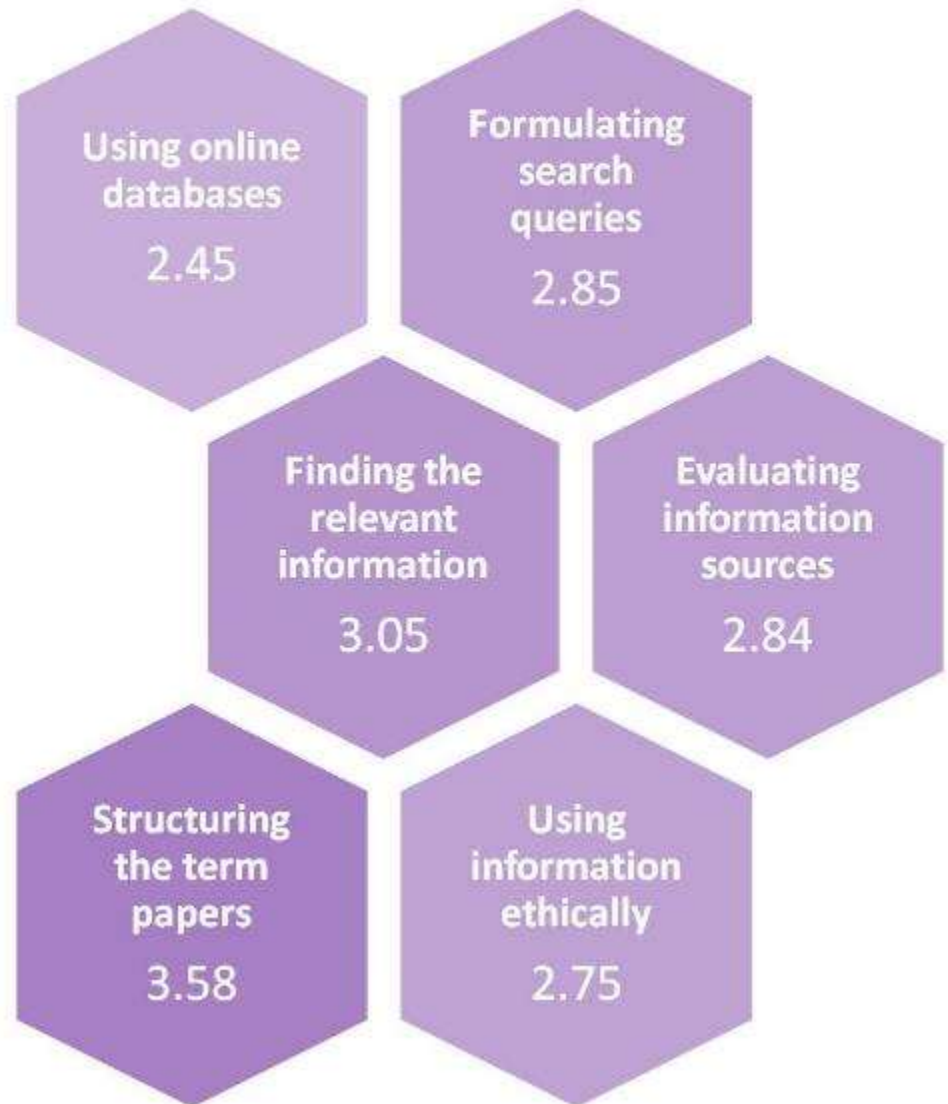 Using online
databases
2.45
Formulating
search
queries
2.85
Finding the
relevant
information
3.05
Evaluating
information
sources
2.84
Structuring
the term
papers
3.58
Using
information
ethically
2.75